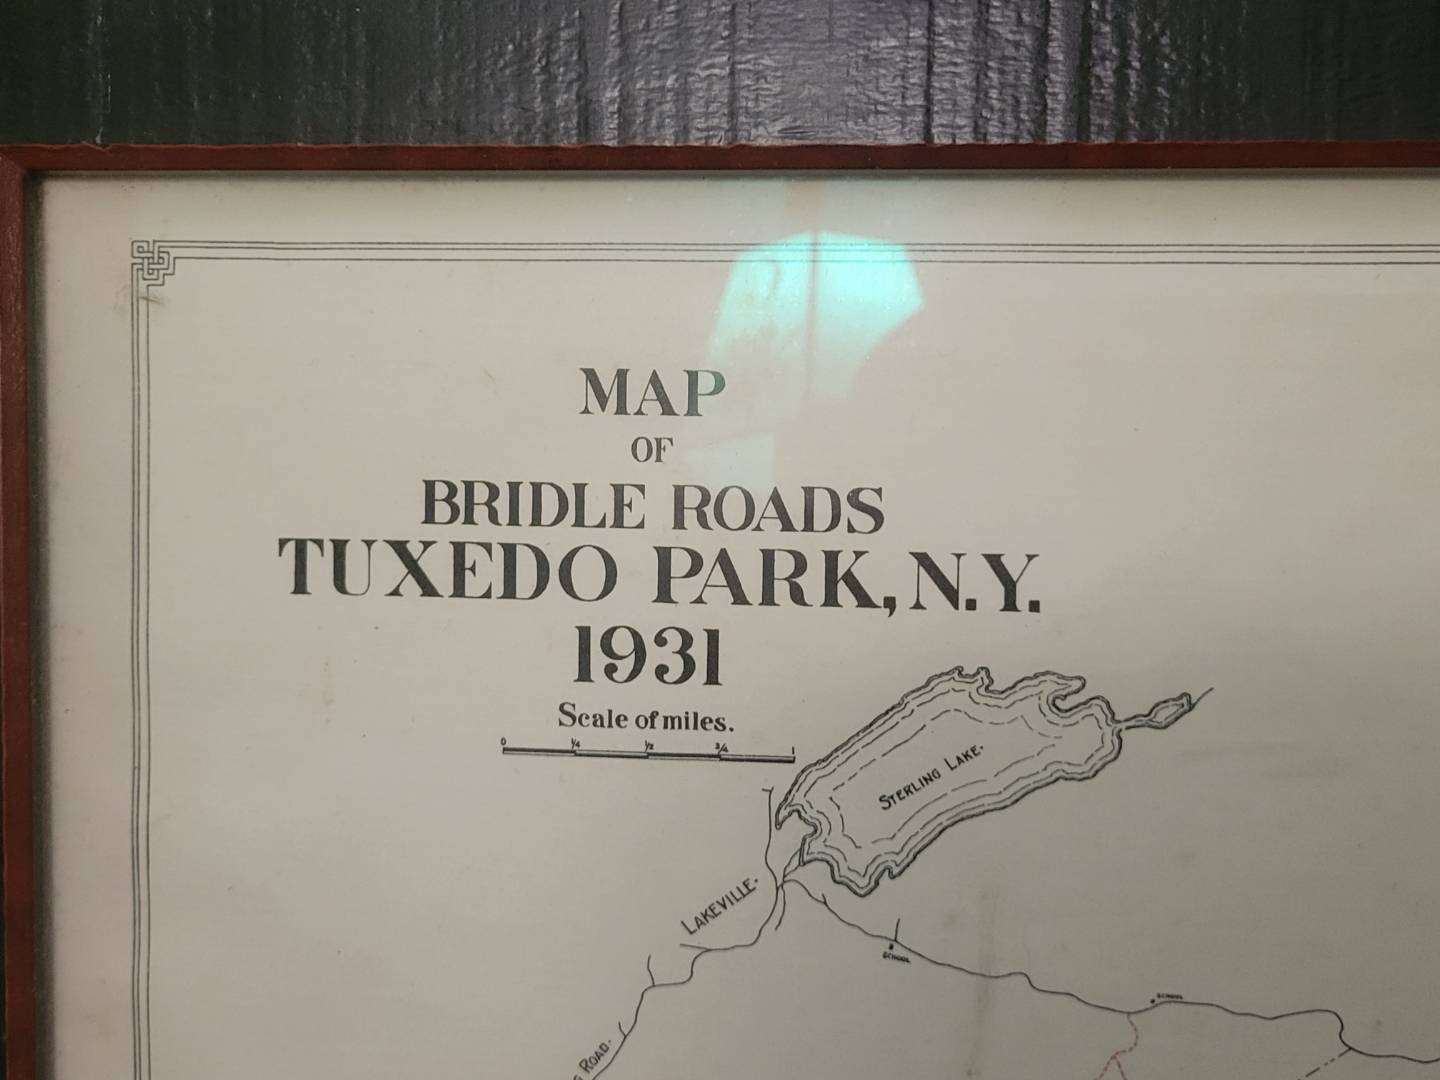 MAP
OF
BRIDLE ROADS
TUXEDO PARK, N.Y.
1931
Scale of miles.
0 1/4 1/2 3/4 1
STERLING LAKE.
LAKEVILLE.
SCHOOL
SCHOOL
ROAD.